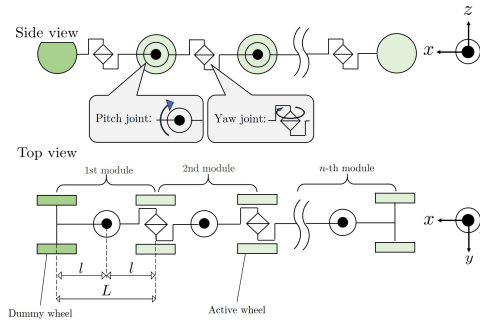 Side view
z
x
Pitch joint:
Yaw joint:
Top view
1st module
2nd module
n-th module
x
y
l
l
L
Dummy wheel
Active wheel